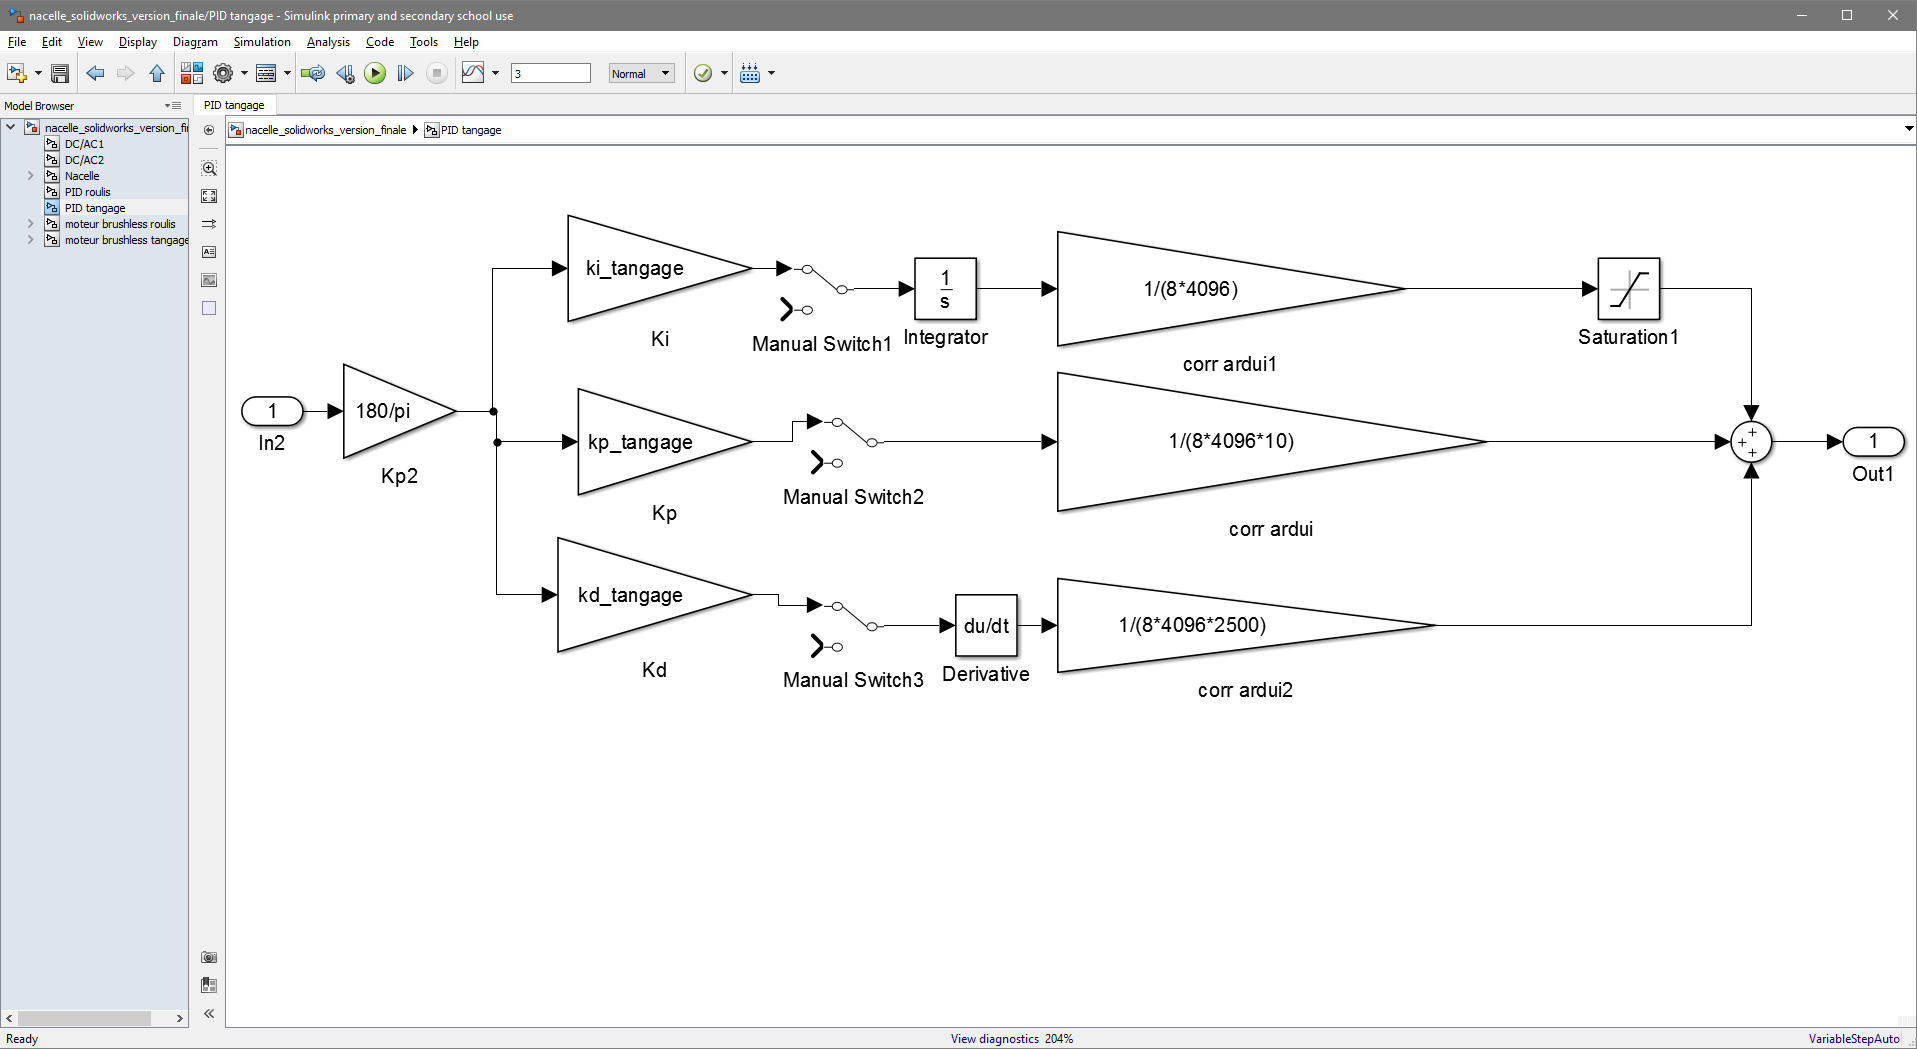 nacelle_solidworks_version_finale/PID tangage - Simulink primary and secondary school use
File Edit View Display Diagram Simulation Analysis Code Tools Help
3 Normal
Model Browser
PID tangage
nacelle_solidworks_version_fi
DC/AC1
DC/AC2
Nacelle
PID roulis
PID tangage
moteur brushless roulis
moteur brushless tangage
nacelle_solidworks_version_finale PID tangage
ki_tangage
Ki
Manual Switch1
1
s
Integrator
1/(8*4096)
corr ardui1
Saturation1
1
In2
180/pi
Kp2
kp_tangage
Kp
Manual Switch2
1/(8*4096*10)
corr ardui
+
+
+
1
Out1
kd_tangage
Kd
Manual Switch3
du/dt
Derivative
1/(8*4096*2500)
corr ardui2
Ready
View diagnostics 204%
VariableStepAuto